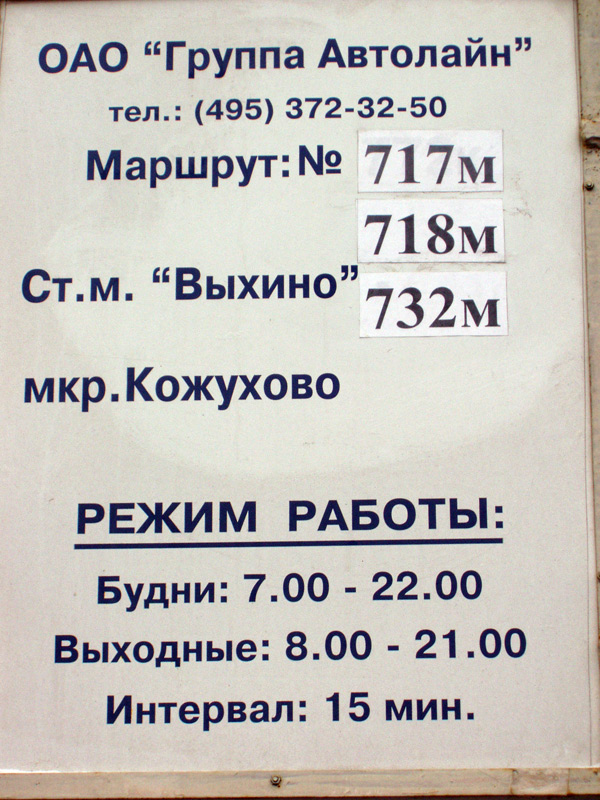 ОАО “Группа Автолайн”
тел.: (495) 372-32-50
Маршрут:№ 717м
718м
Ст.м. “Выхино”
732м
мкр.Кожухово
РЕЖИМ РАБОТЫ:
Будни: 7.00 - 22.00
Выходные: 8.00 - 21.00
Интервал: 15 мин.